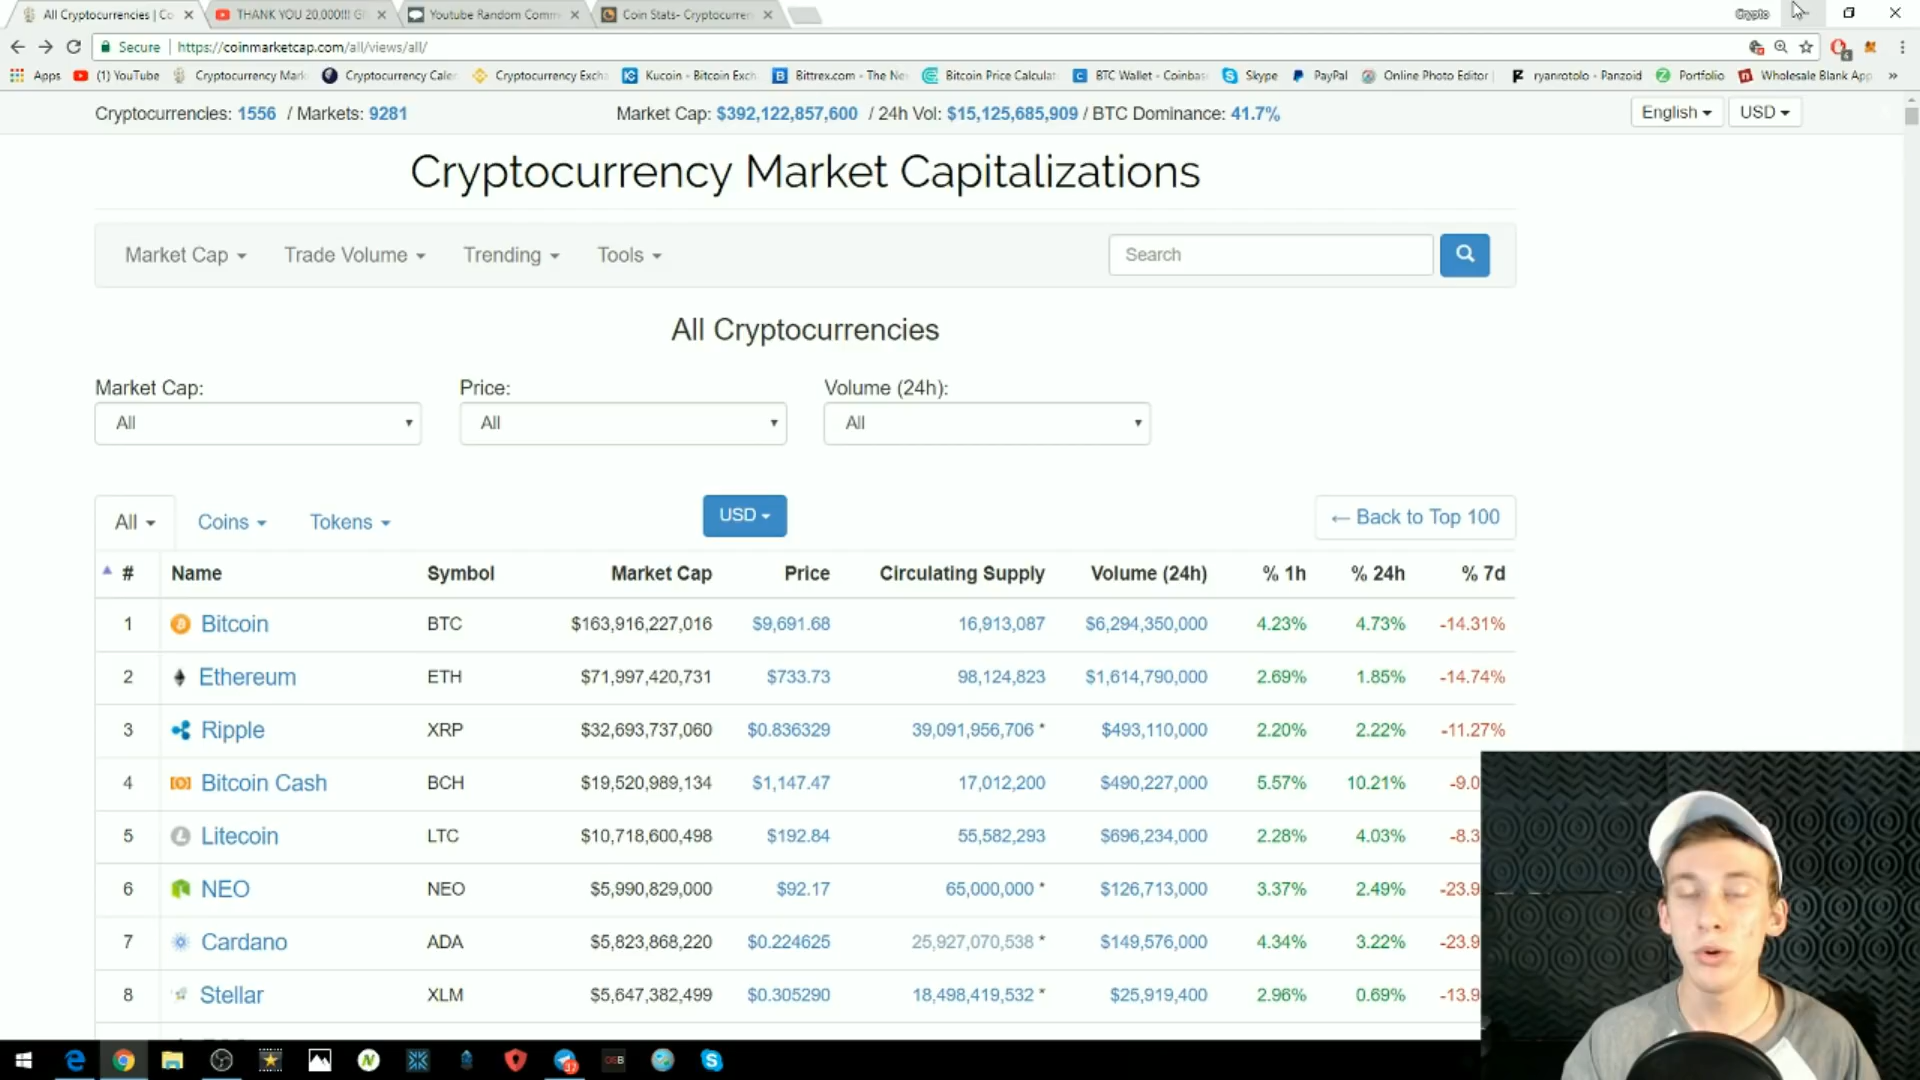 All Cryptocurrencies | Co
THANK YOU 20,000!!! Gi
Youtube Random Comm
Coin Stats- Cryptocurren
Crypto
Secure
https://coinmarketcap.com/all/views/all/
Apps
(1) YouTube
Cryptocurrency Mark
Cryptocurrency Cale
Cryptocurrency Excha
Kucoin - Bitcoin Exch
Bittrex.com - The Ne
Bitcoin Price Calculat
BTC Wallet - Coinbas
Skype
PayPal
Online Photo Editor
ryanrotolo - Panzoid
Portfolio
Wholesale Blank App
Cryptocurrencies: 1556 / Markets: 9281
Market Cap: $392,122,857,600 / 24h Vol: $15,125,685,909 / BTC Dominance: 41.7%
English
USD
Cryptocurrency Market Capitalizations
Market Cap
Trade Volume
Trending
Tools
Search
All Cryptocurrencies
Market Cap: Price: Volume (24h):
All All All
All Coins Tokens
USD
← Back to Top 100
# Name Symbol Market Cap Price Circulating Supply Volume (24h) % 1h % 24h % 7d
1 Bitcoin BTC $163,916,227,016 $9,691.68 16,913,087 $6,294,350,000 4.23% 4.73% -14.31%
2 Ethereum ETH $71,997,420,731 $733.73 98,124,823 $1,614,790,000 2.69% 1.85% -14.74%
3 Ripple XRP $32,693,737,060 $0.836329 39,091,956,706 * $493,110,000 2.20% 2.22% -11.27%
4 Bitcoin Cash BCH $19,520,989,134 $1,147.47 17,012,200 $490,227,000 5.57% 10.21% -9.0
5 Litecoin LTC $10,718,600,498 $192.84 55,582,293 $696,234,000 2.28% 4.03% -8.3
6 NEO NEO $5,990,829,000 $92.17 65,000,000 * $126,713,000 3.37% 2.49% -23.9
7 Cardano ADA $5,823,868,220 $0.224625 25,927,070,538 * $149,576,000 4.34% 3.22% -23.9
8 Stellar XLM $5,647,382,499 $0.305290 18,498,419,532 * $25,919,400 2.96% 0.69% -13.9